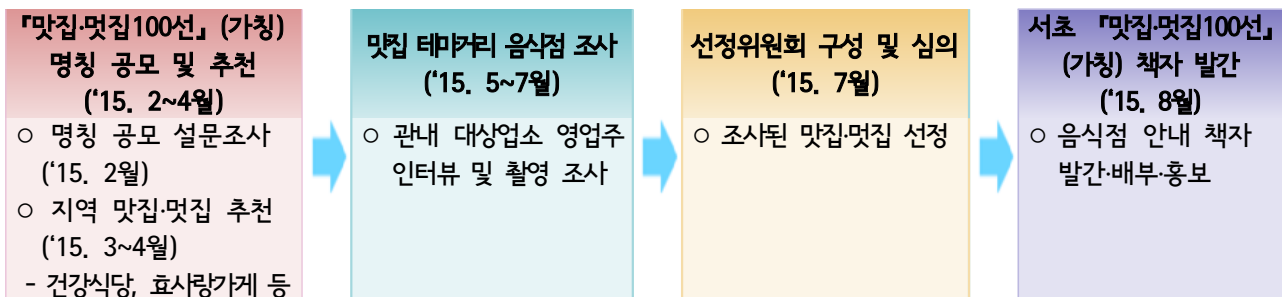 『맛집·멋집100선』 (가칭)
명칭 공모 및 추천
(‘15. 2~4월)
○ 명칭 공모 설문조사
(‘15. 2월)
○ 지역 맛집·멋집 추천
(‘15. 3~4월)
- 건강식당, 효사랑가게 등
맛집 테마거리 음식점 조사
(‘15. 5~7월)
○ 관내 대상업소 영업주
인터뷰 및 촬영 조사
선정위원회 구성 및 심의
(‘15. 7월)
○ 조사된 맛집·멋집 선정
서초 『맛집·멋집100선』
(가칭) 책자 발간
(‘15. 8월)
○ 음식점 안내 책자
발간·배부·홍보